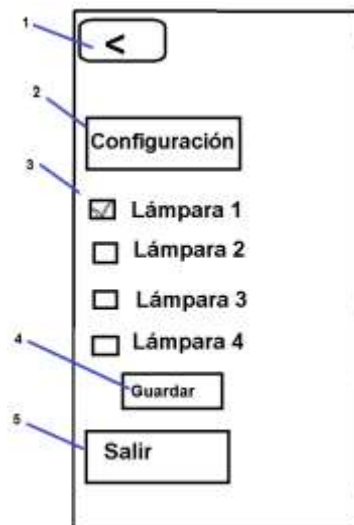 1
<
2
Configuración
3
Lámpara 1
Lámpara 2
Lámpara 3
Lámpara 4
4
Guardar
5
Salir